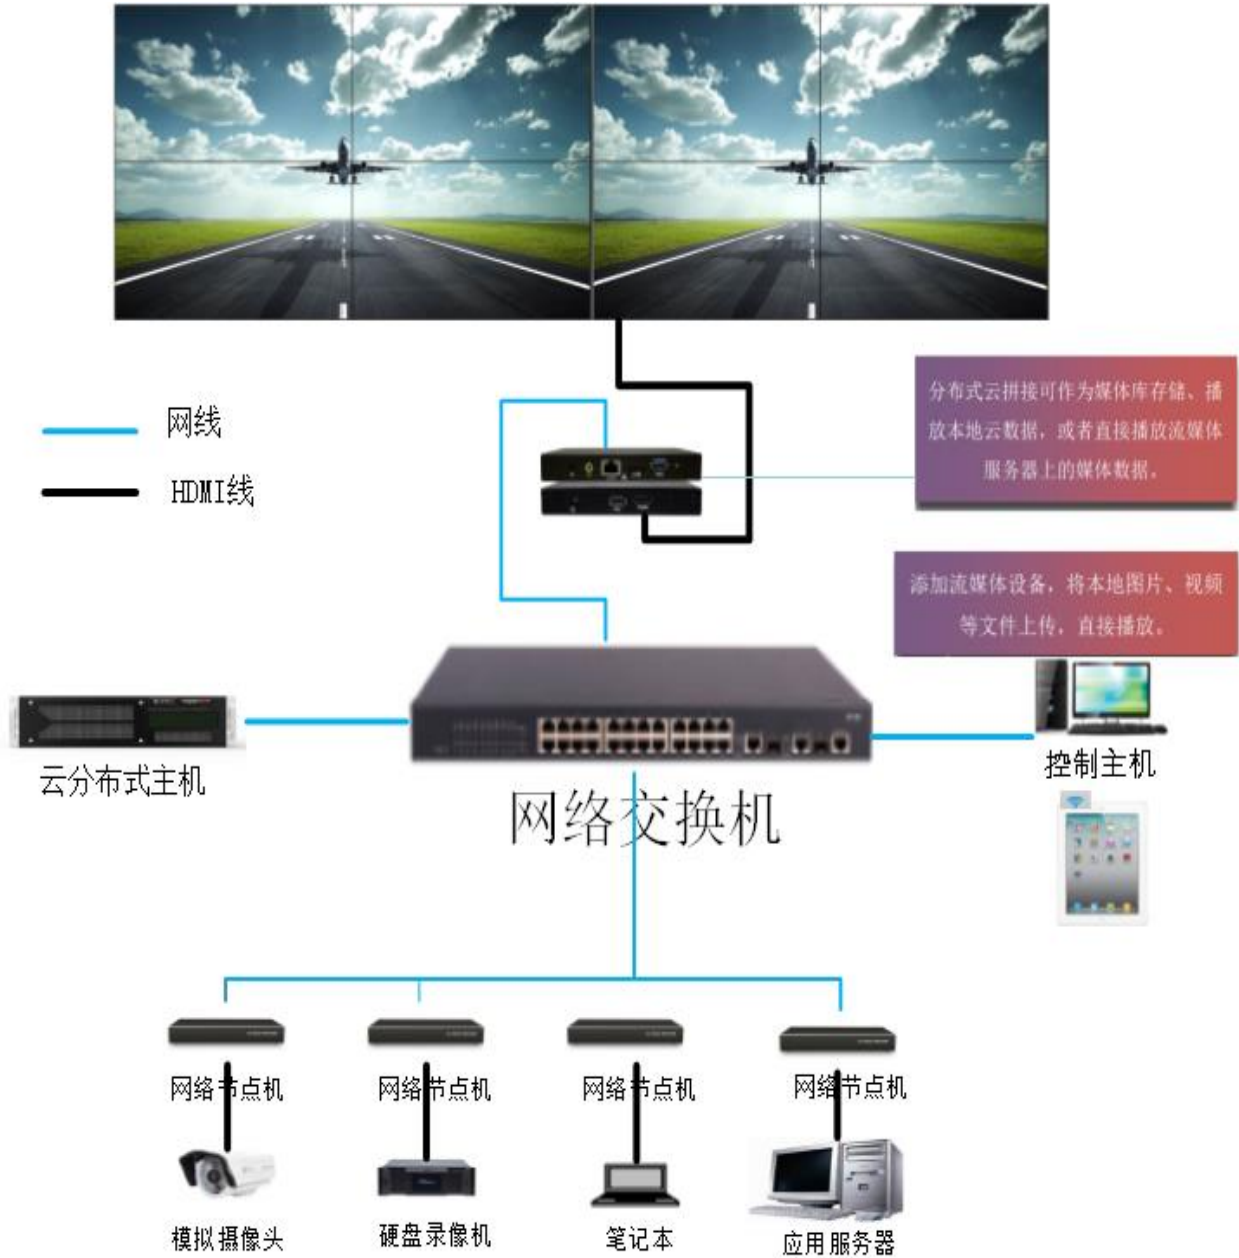 网线
HDMI线
分布式云拼接可作为媒体库存储、播
放本地云数据，或者直接播放流媒体
服务器上的媒体数据。
添加流媒体设备，将本地图片、视频
等文件上传，直接播放。
云分布式主机
网络交换机
控制主机
网络节点机
网络节点机
网络节点机
网络节点机
模拟摄像头
硬盘录像机
笔记本
应用服务器